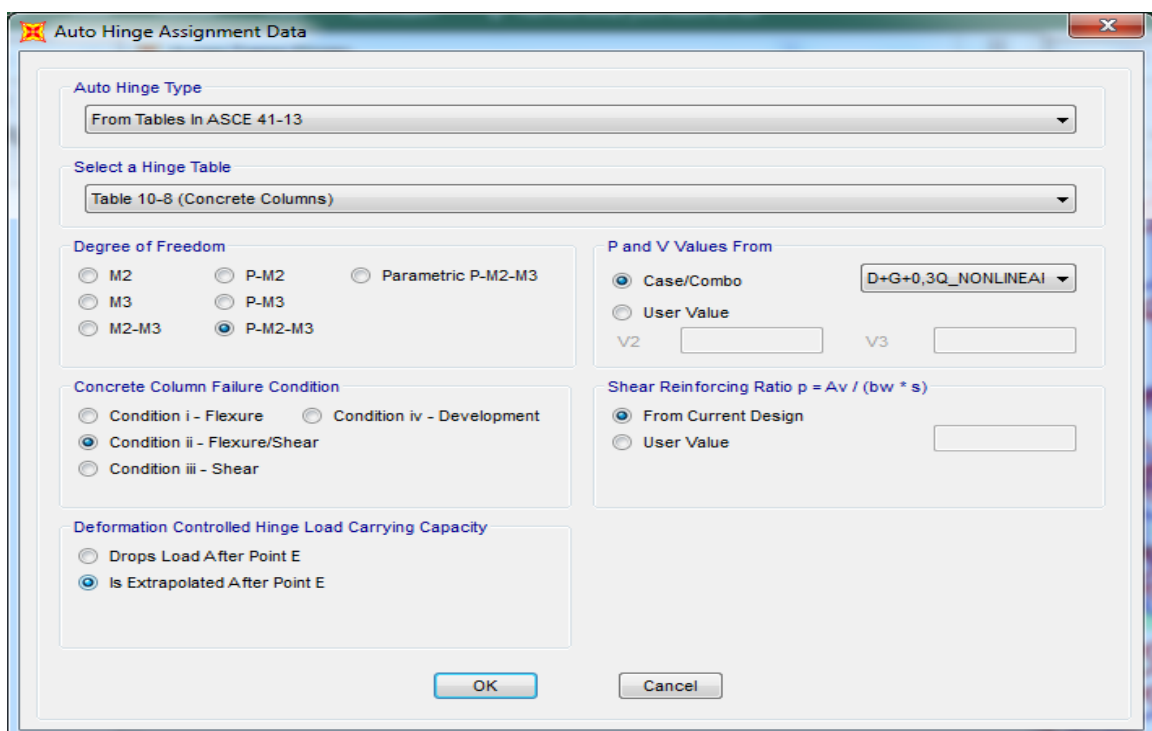 Auto Hinge Assignment Data
Auto Hinge Type
From Tables In ASCE 41-13
Select a Hinge Table
Table 10-8 (Concrete Columns)
Degree of Freedom
M2 P-M2 Parametric P-M2-M3
M3 P-M3
M2-M3 P-M2-M3
P and V Values From
Case/Combo D+G+0,3Q_NONLINEAI
User Value
V2 V3
Concrete Column Failure Condition
Condition i - Flexure Condition iv - Development
Condition ii - Flexure/Shear
Condition iii - Shear
Shear Reinforcing Ratio p = Av / (bw * s)
From Current Design
User Value
Deformation Controlled Hinge Load Carrying Capacity
Drops Load After Point E
Is Extrapolated After Point E
OK Cancel